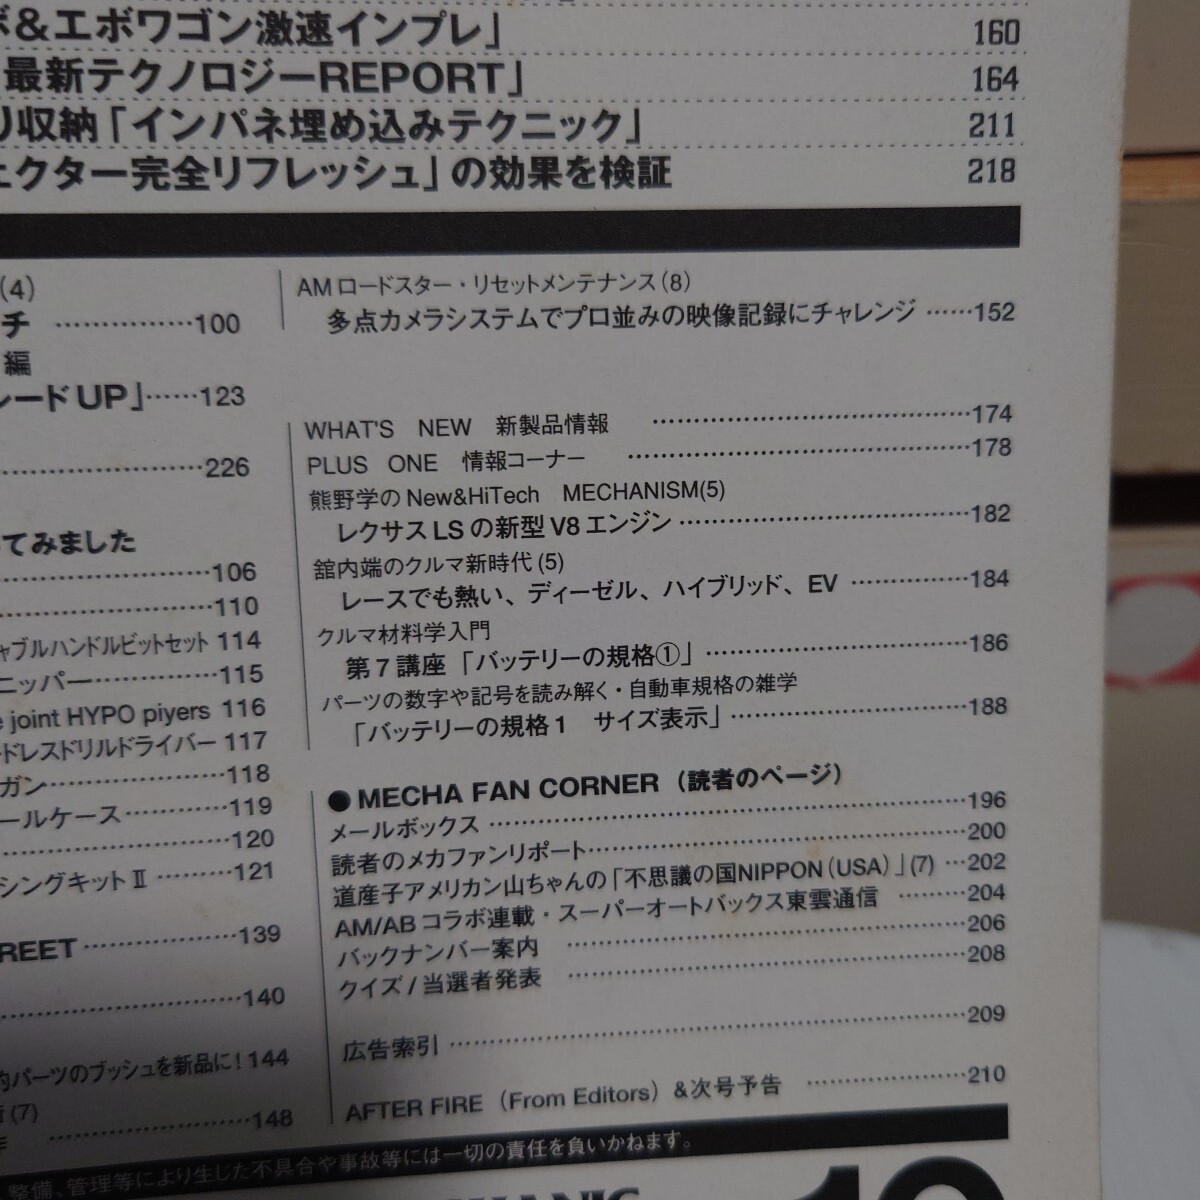 ボ&エボワゴン激速インプレ」 160
最新テクノロジーREPORT」 164
収納「インパネ埋め込みテクニック」 211
エクター完全リフレッシュ」の効果を検証 218
(4)
チ ……………100
編
レードUP」……123
……………………226
てみました
……………………106
……………………110
ャブルハンドルビットセット 114
ニッパー……………115
joint HYPO piyers 116
ードレスドリルドライバー 117
ガン…………………118
ールケース…………119
……………………120
シングキットⅡ ………121
REET ……………139
……………………140
パーツのブッシュを新品に! 144
(7)
……………………148
AMロードスター・リセットメンテナンス(8)
多点カメラシステムでプロ並みの映像記録にチャレンジ ……152
WHAT'S NEW 新製品情報 ……………………174
PLUS ONE 情報コーナー ……………………178
熊野学のNew&HiTech MECHANISM(5)
レクサスLSの新型V8エンジン……………………182
舘内端のクルマ新時代(5)
レースでも熱い、ディーゼル、ハイブリッド、EV …………184
クルマ材料学入門
第7講座「バッテリーの規格①」……………………186
パーツの数字や記号を読み解く・自動車規格の雑学
「バッテリーの規格1 サイズ表示」…………………188
● MECHA FAN CORNER(読者のページ)
メールボックス ……………………………………196
読者のメカファンリポート……………………………200
道産子アメリカン山ちゃんの「不思議の国NIPPON(USA)」(7) …202
AM/ABコラボ連載・スーパーオートバックス東雲通信 ………204
バックナンバー案内 ……………………………206
クイズ/当選者発表 ……………………………208
広告索引 …………………………………………209
AFTER FIRE(From Editors)&次号予告 ……………210
整備、管理等により生じた不具合や事故等には一切の責任を負いかねます。